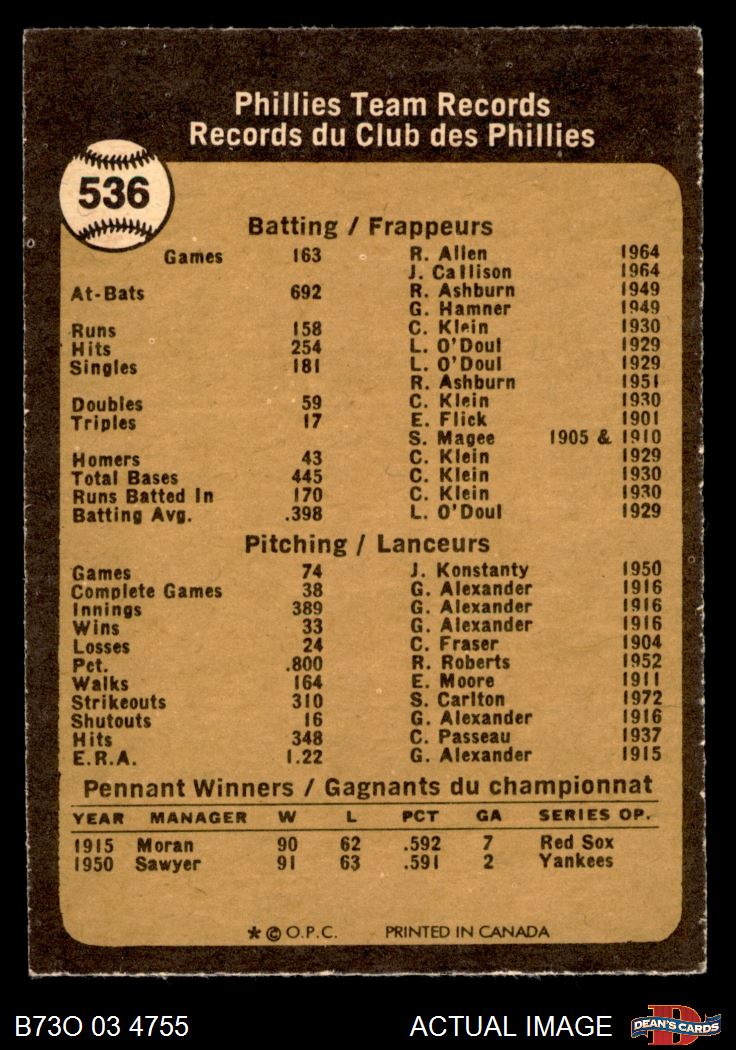 Phillies Team Records
Records du Club des Phillies
536
Batting / Frappeurs
Games 163 R. Allen 1964
J. Callison 1964
At-Bats 692 R. Ashburn 1949
G. Hamner 1949
Runs 158 C. Klein 1930
Hits 254 L. O'Doul 1929
Singles 181 L. O'Doul 1929
R. Ashburn 1951
Doubles 59 C. Klein 1930
Triples 17 E. Flick 1901
S. Magee 1905 & 1910
Homers 43 C. Klein 1929
Total Bases 445 C. Klein 1930
Runs Batted In 170 C. Klein 1930
Batting Avg. .398 L. O'Doul 1929
Pitching / Lanceurs
Games 74 J. Konstanty 1950
Complete Games 38 G. Alexander 1916
Innings 389 G. Alexander 1916
Wins 33 G. Alexander 1916
Losses 24 C. Fraser 1904
Pct. .800 R. Roberts 1952
Walks 164 E. Moore 1911
Strikeouts 310 S. Carlton 1972
Shutouts 16 G. Alexander 1916
Hits 348 C. Passeau 1937
E.R.A. 1.22 G. Alexander 1915
Pennant Winners / Gagnants du championnat
YEAR MANAGER W L PCT GA SERIES OP.
1915 Moran 90 62 .592 7 Red Sox
1950 Sawyer 91 63 .591 2 Yankees
* © O.P.C. PRINTED IN CANADA
B73O 03 4755 ACTUAL IMAGE DEAN'S CARDS